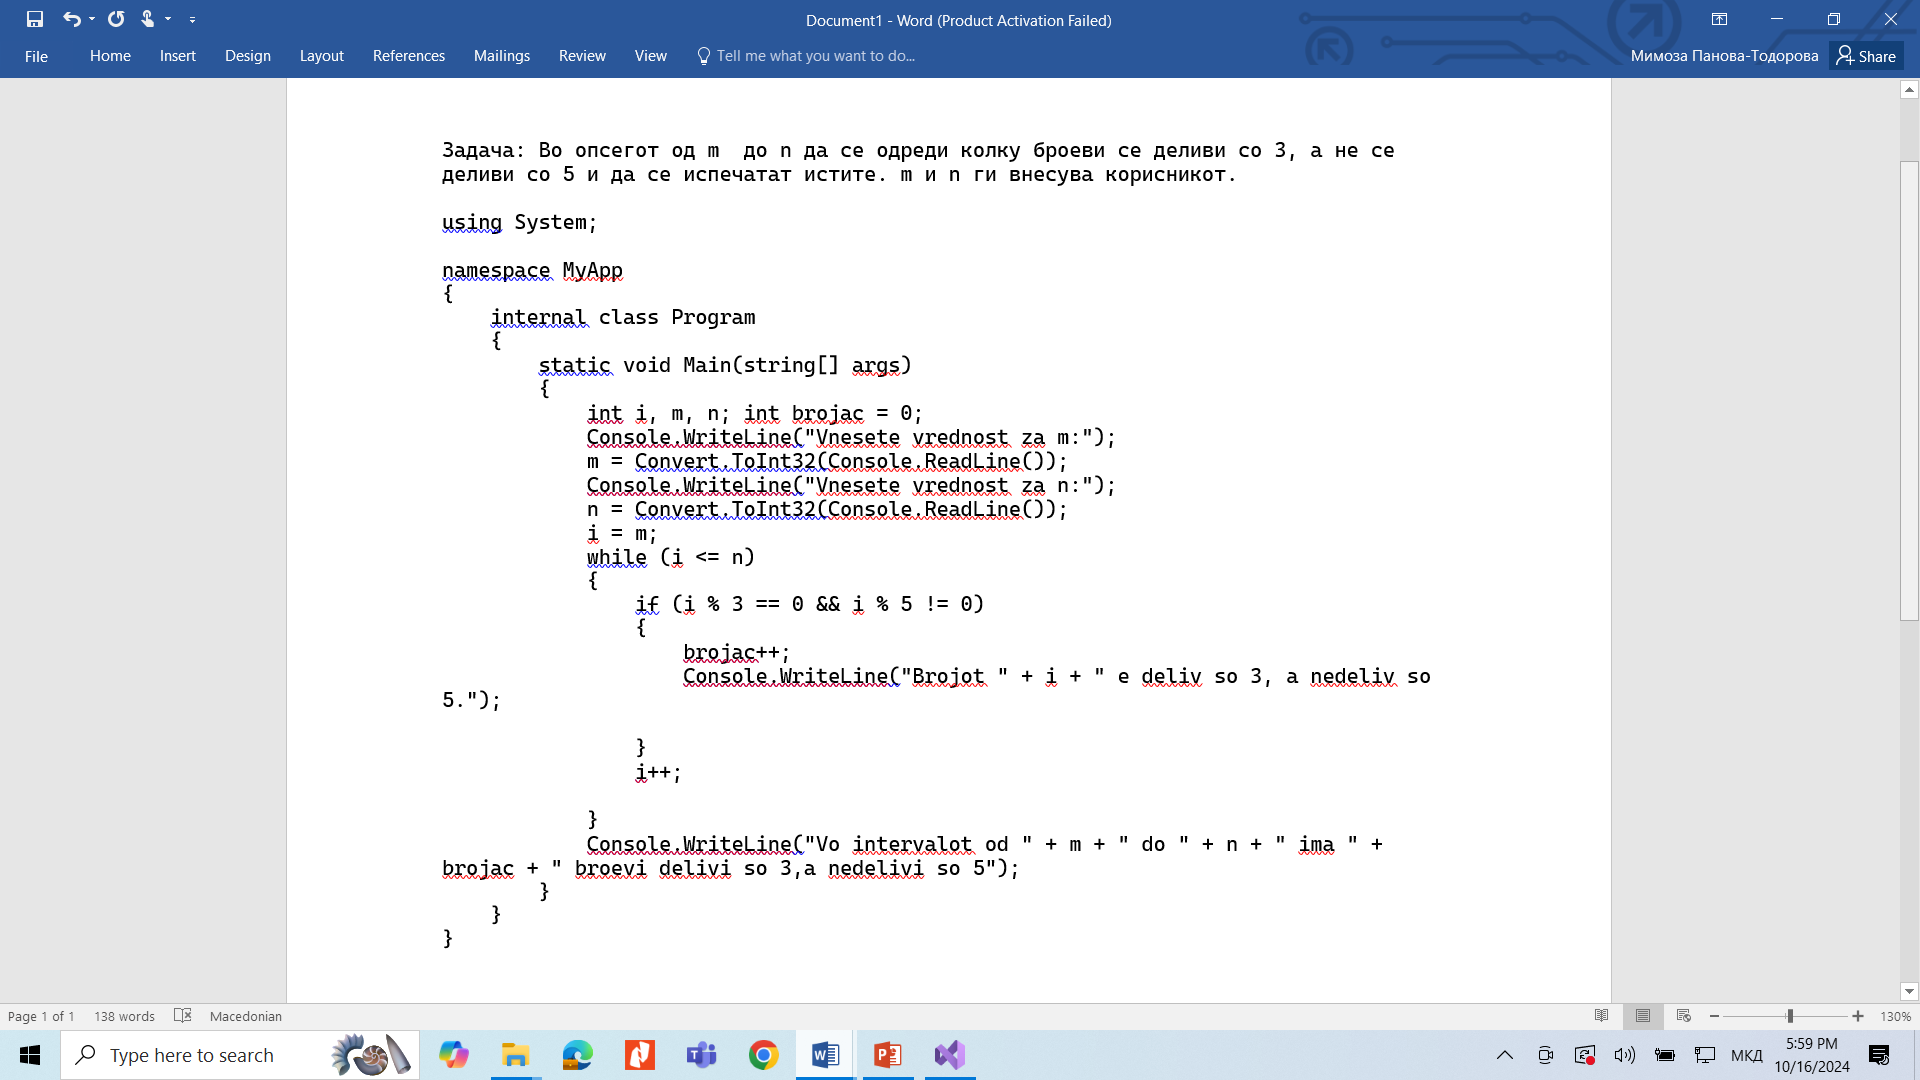 Document1 - Word (Product Activation Failed)
File Home Insert Design Layout References Mailings Review View Tell me what you want to do... Мимоза Панова-Тодорова Share
Задача: Во опсегот од m  до n да се одреди колку броеви се деливи со 3, а не се
деливи со 5 и да се испечатат истите. m и n ги внесува корисникот.
using System;
namespace MyApp
{
    internal class Program
    {
        static void Main(string[] args)
        {
            int i, m, n; int brojac = 0;
            Console.WriteLine("Vnesete vrednost za m:");
            m = Convert.ToInt32(Console.ReadLine());
            Console.WriteLine("Vnesete vrednost za n:");
            n = Convert.ToInt32(Console.ReadLine());
            i = m;
            while (i <= n)
            {
                if (i % 3 == 0 && i % 5 != 0)
                {
                    brojac++;
                    Console.WriteLine("Brojot " + i + " e deliv so 3, a nedeliv so
5.");
                }
                i++;
            }
            Console.WriteLine("Vo intervalot od " + m + " do " + n + " ima " +
brojac + " broevi delivi so 3,a nedelivi so 5");
        }
    }
}
Page 1 of 1 138 words Macedonian 130%
Type here to search МКД 5:59 PM
10/16/2024